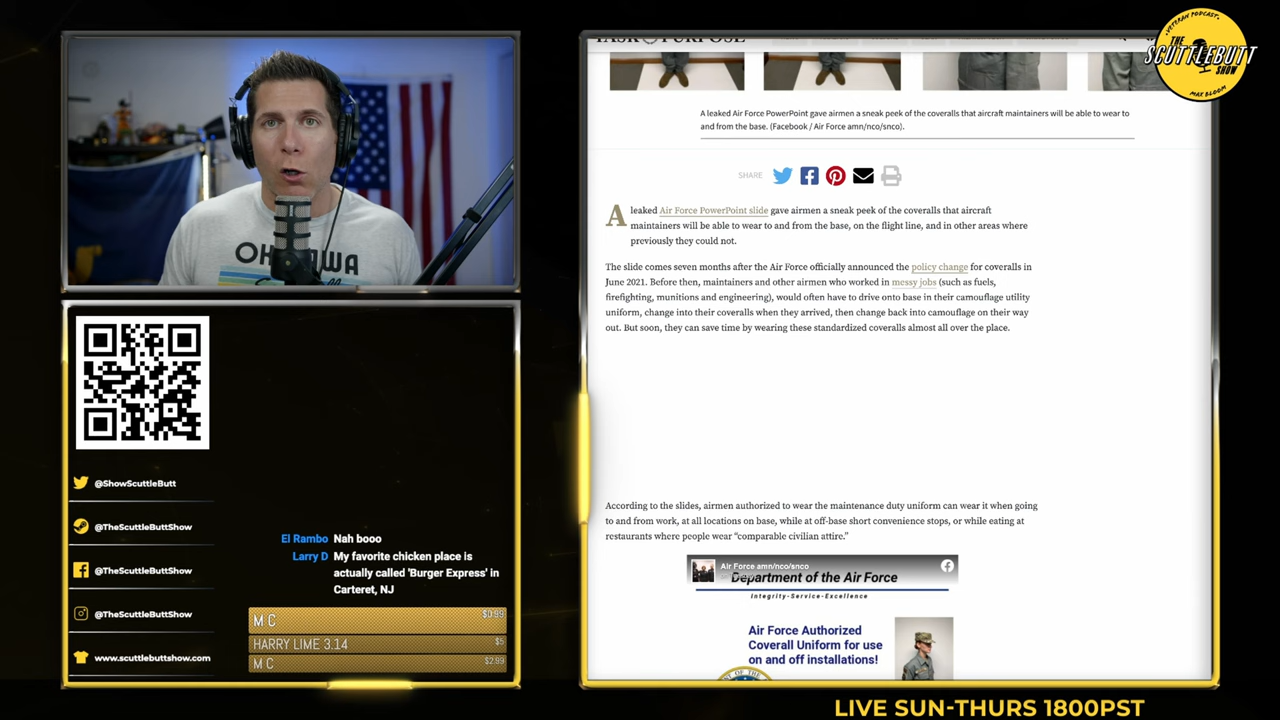 VETERAN PODCAST
THE
SCUTTLEBUTT
SHOW
MAX BLOOM
TASK PURPOSE
A leaked Air Force PowerPoint gave airmen a sneak peek of the coveralls that aircraft maintainers will be able to wear to
and from the base. (Facebook / Air Force amn/nco/snco).
SHARE
A leaked Air Force PowerPoint slide gave airmen a sneak peek of the coveralls that aircraft
maintainers will be able to wear to and from the base, on the flight line, and in other areas where
previously they could not.
The slide comes seven months after the Air Force officially announced the policy change for coveralls in
June 2021. Before then, maintainers and other airmen who worked in messy jobs (such as fuels,
firefighting, munitions and engineering), would often have to drive onto base in their camouflage utility
uniform, change into their coveralls when they arrived, then change back into camouflage on their way
out. But soon, they can save time by wearing these standardized coveralls almost all over the place.
According to the slides, airmen authorized to wear the maintenance duty uniform can wear it when going
to and from work, at all locations on base, while at off-base short convenience stops, or while eating at
restaurants where people wear “comparable civilian attire.”
Air Force amn/nco/snco
Department of the Air Force
Integrity-Service-Excellence
Air Force Authorized
Coverall Uniform for use
on and off installations!
@ShowScuttleButt
@TheScuttleButtShow
@TheScuttleButtShow
@TheScuttleButtShow
www.scuttlebuttshow.com
El Rambo Nah booo
Larry D My favorite chicken place is
actually called 'Burger Express' in
Carteret, NJ
M C $0.99
HARRY LIME 3.14 $5
M C $2.99
LIVE SUN-THURS 1800PST